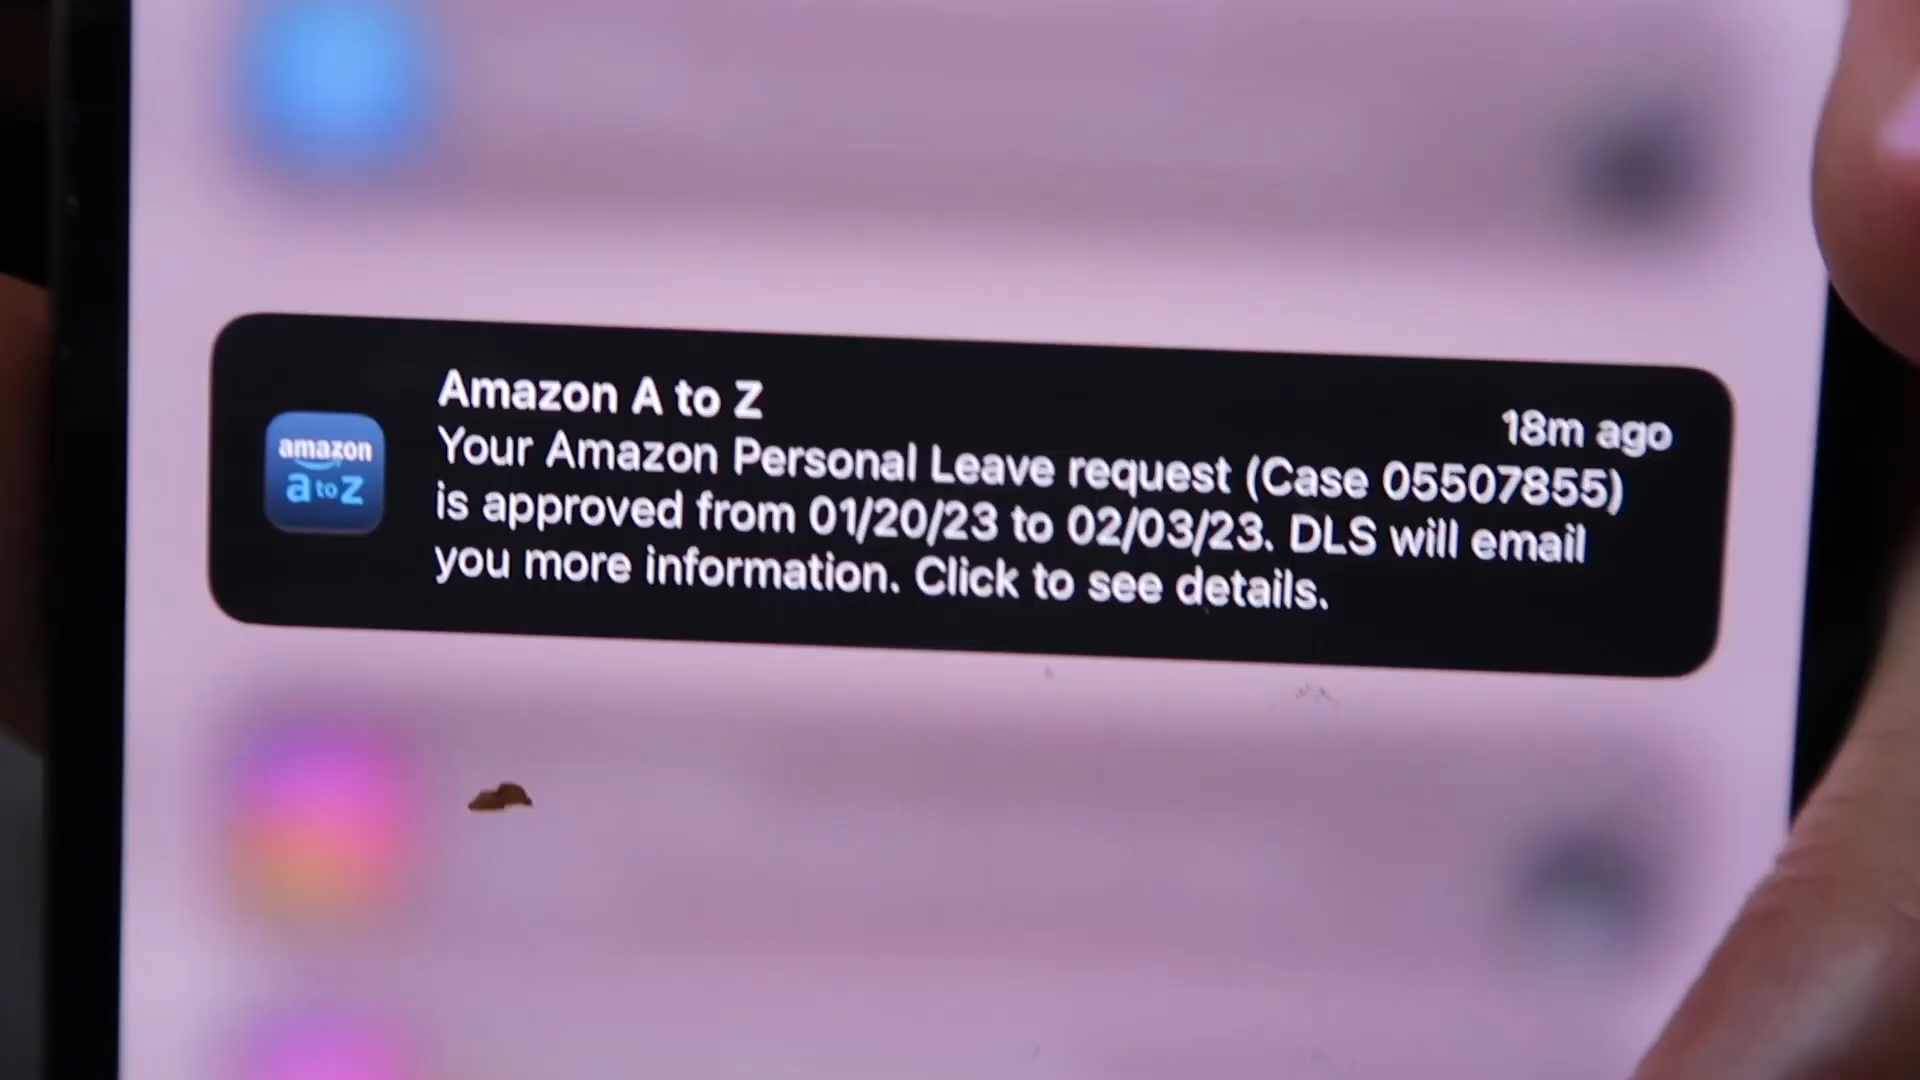 Amazon A to Z
18m ago
amazon
a to z
Your Amazon Personal Leave request (Case 05507855)
is approved from 01/20/23 to 02/03/23. DLS will email
you more information. Click to see details.